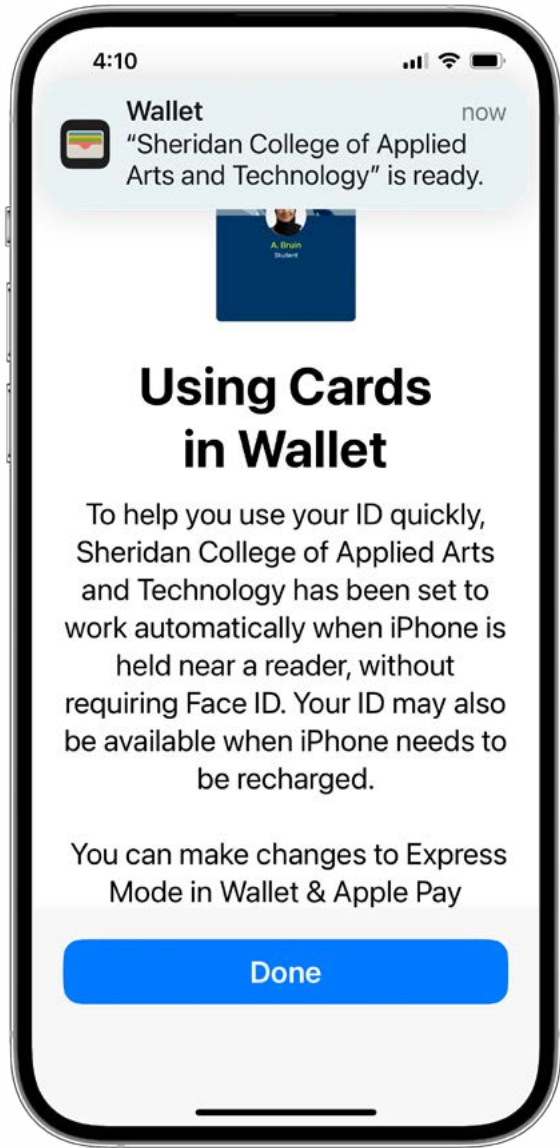 4:10
Wallet
now
“Sheridan College of Applied
Arts and Technology” is ready.
A. Bruin
Student
Using Cards
in Wallet
To help you use your ID quickly,
Sheridan College of Applied Arts
and Technology has been set to
work automatically when iPhone is
held near a reader, without
requiring Face ID. Your ID may also
be available when iPhone needs to
be recharged.
You can make changes to Express
Mode in Wallet & Apple Pay
Done